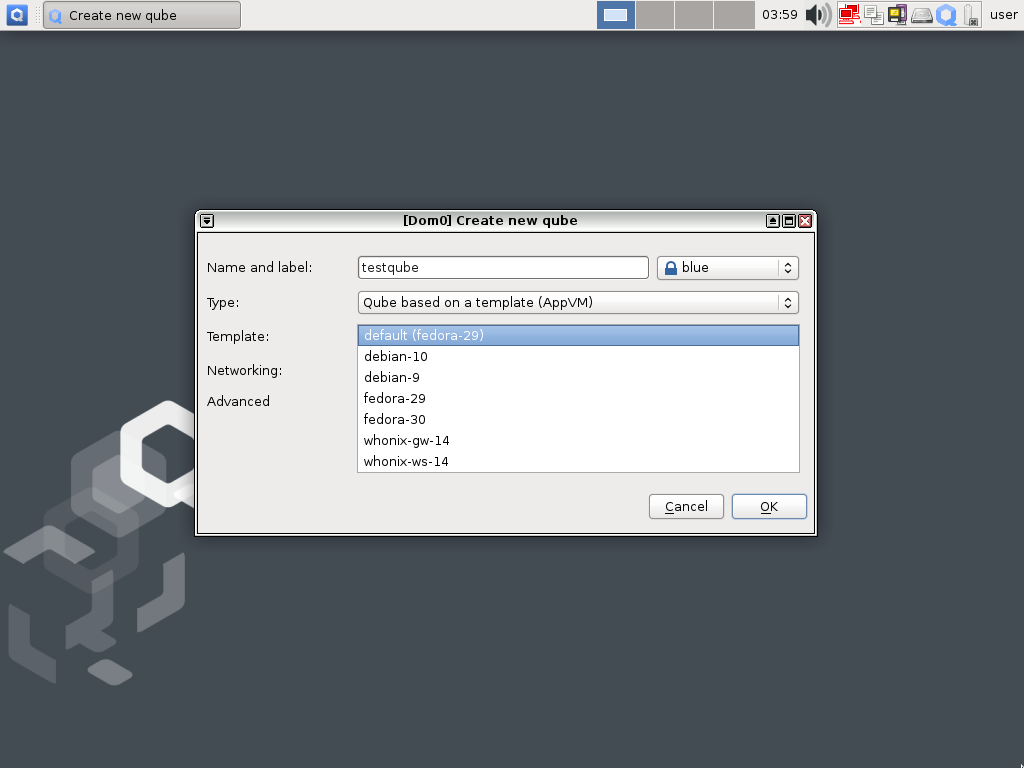 Create new qube
03:59
user
[Dom0] Create new qube
Name and label:
testqube
blue
Type:
Qube based on a template (AppVM)
Template:
default (fedora-29)
debian-10
debian-9
fedora-29
fedora-30
whonix-gw-14
whonix-ws-14
Networking:
Advanced
Cancel
OK